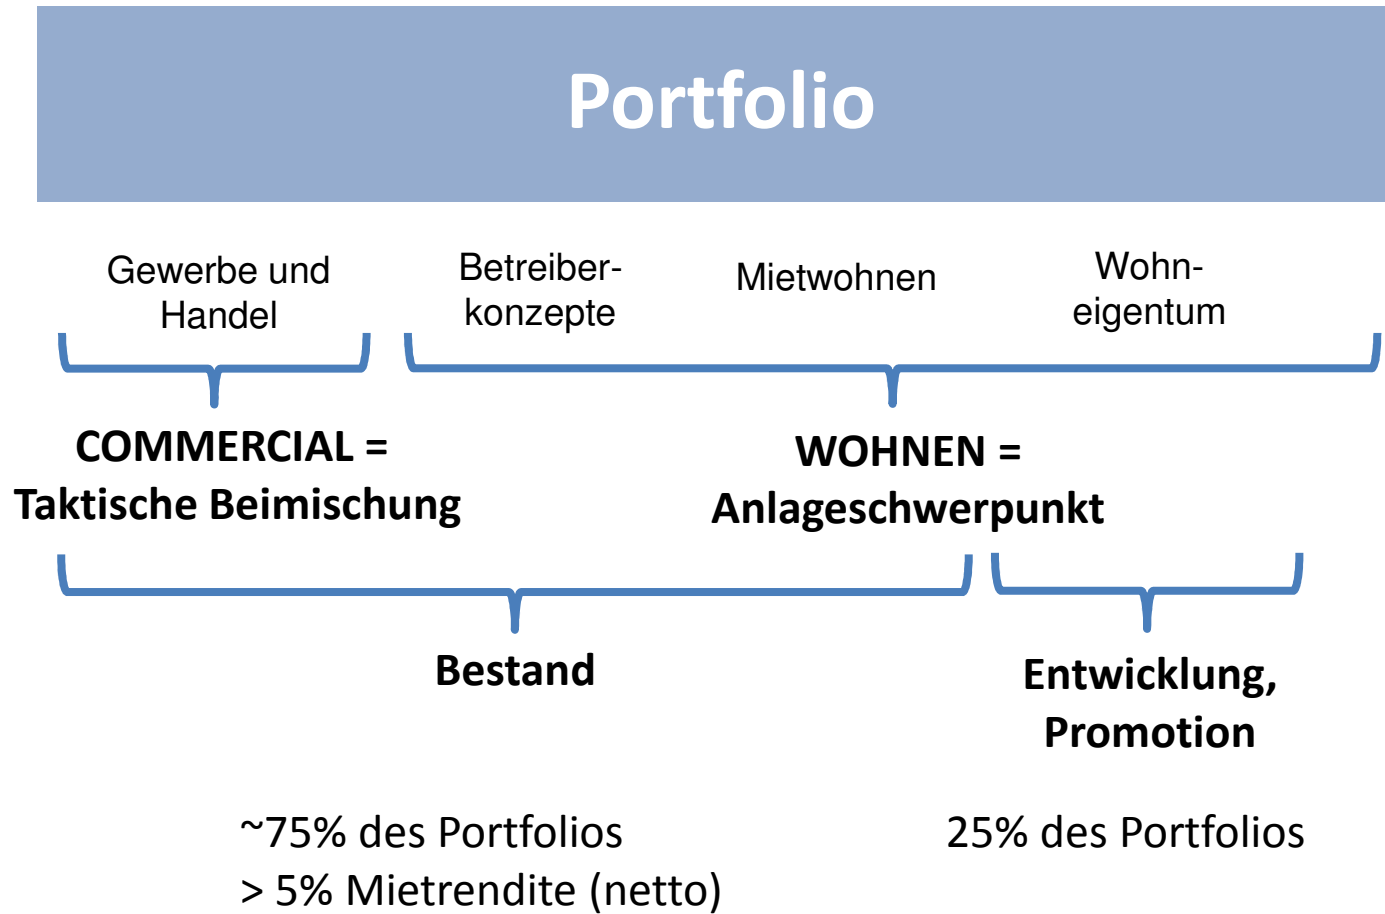 Portfolio
Gewerbe und
Handel
Betreiber-
konzepte
Mietwohnen
Wohn-
eigentum
COMMERCIAL =
Taktische Beimischung
WOHNEN =
Anlageschwerpunkt
Bestand
Entwicklung,
Promotion
~75% des Portfolios
> 5% Mietrendite (netto)
25% des Portfolios